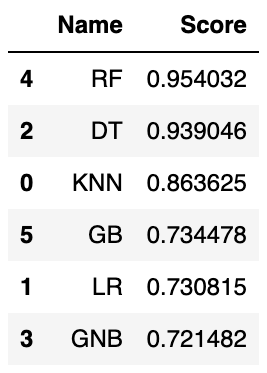 Name Score
4 RF 0.954032
2 DT 0.939046
0 KNN 0.863625
5 GB 0.734478
1 LR 0.730815
3 GNB 0.721482